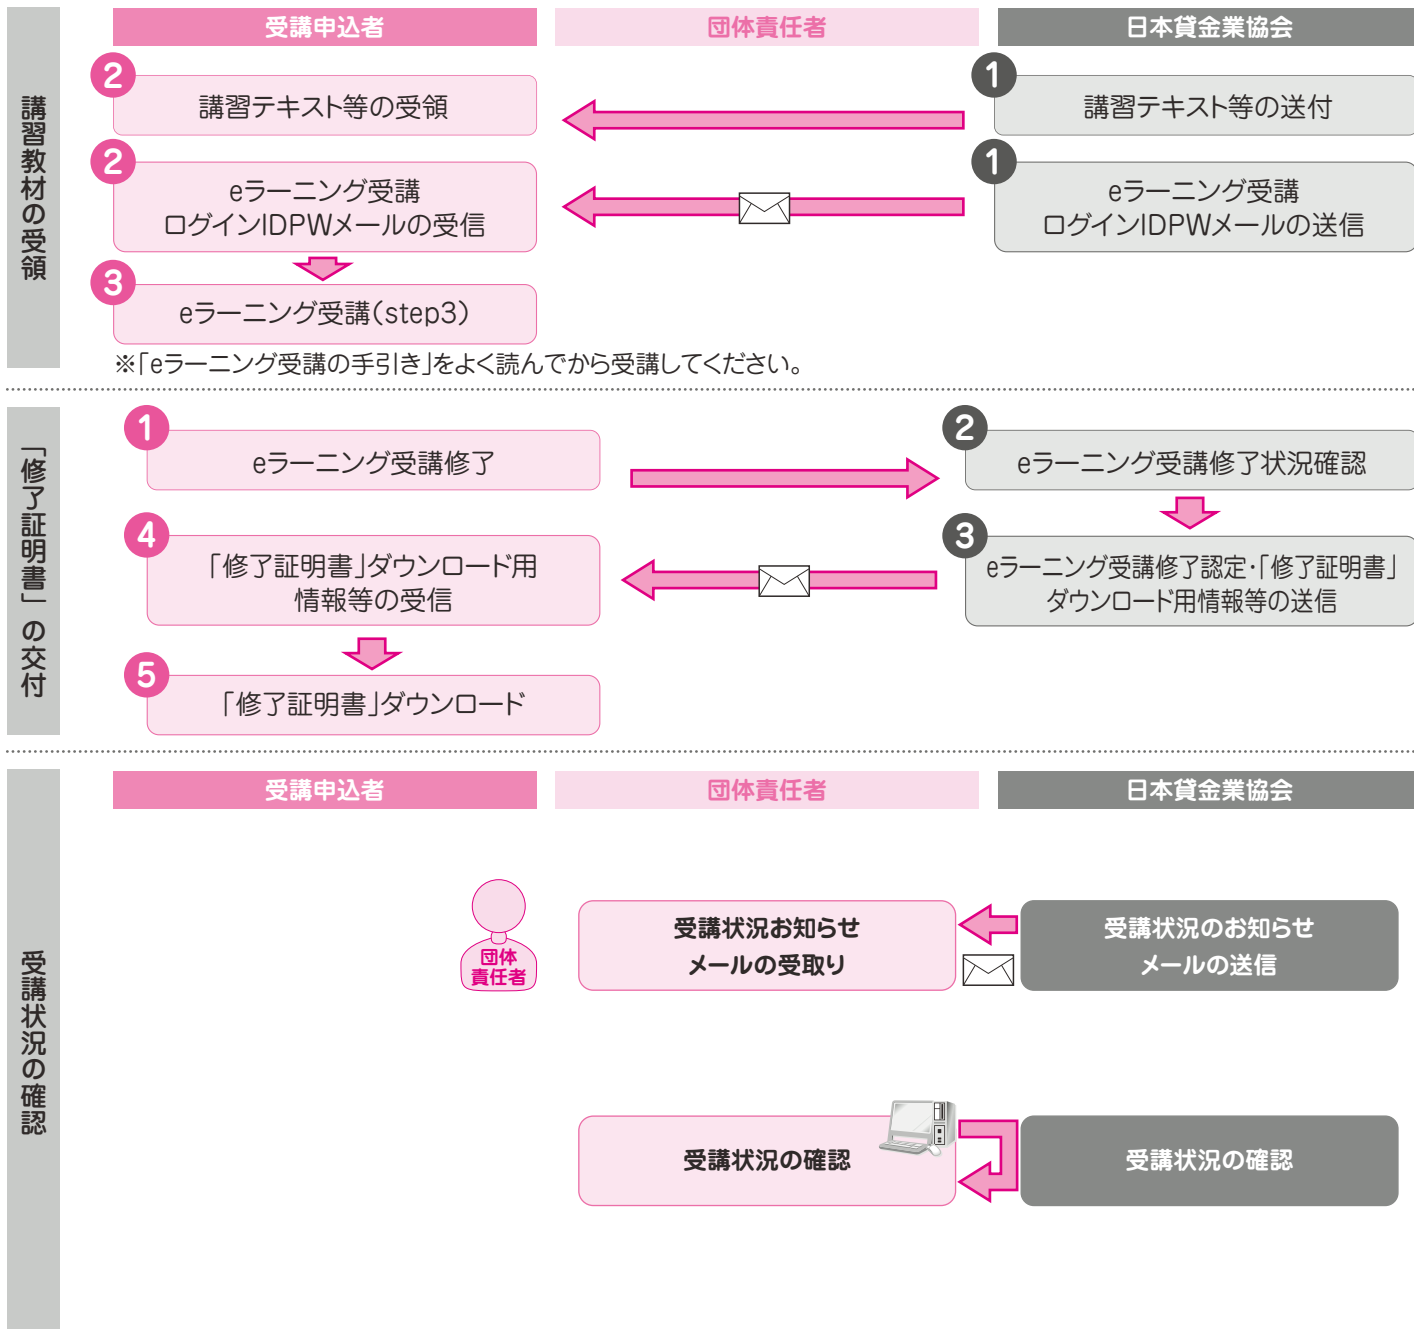 受講申込者
団体責任者
日本貸金業協会
講習教材の受領
2
講習テキスト等の受領
1
講習テキスト等の送付
2
eラーニング受講
ログインIDPWメールの受信
1
eラーニング受講
ログインIDPWメールの送信
3
eラーニング受講（step3）
※「eラーニング受講の手引き」をよく読んでから受講してください。
「修了証明書」の交付
1
eラーニング受講修了
2
eラーニング受講修了状況確認
4
「修了証明書」ダウンロード用
情報等の受信
3
eラーニング受講修了認定・「修了証明書」
ダウンロード用情報等の送信
5
「修了証明書」ダウンロード
受講申込者
団体責任者
日本貸金業協会
受講状況の確認
団体
責任者
受講状況お知らせ
メールの受取り
受講状況のお知らせ
メールの送信
受講状況の確認
受講状況の確認